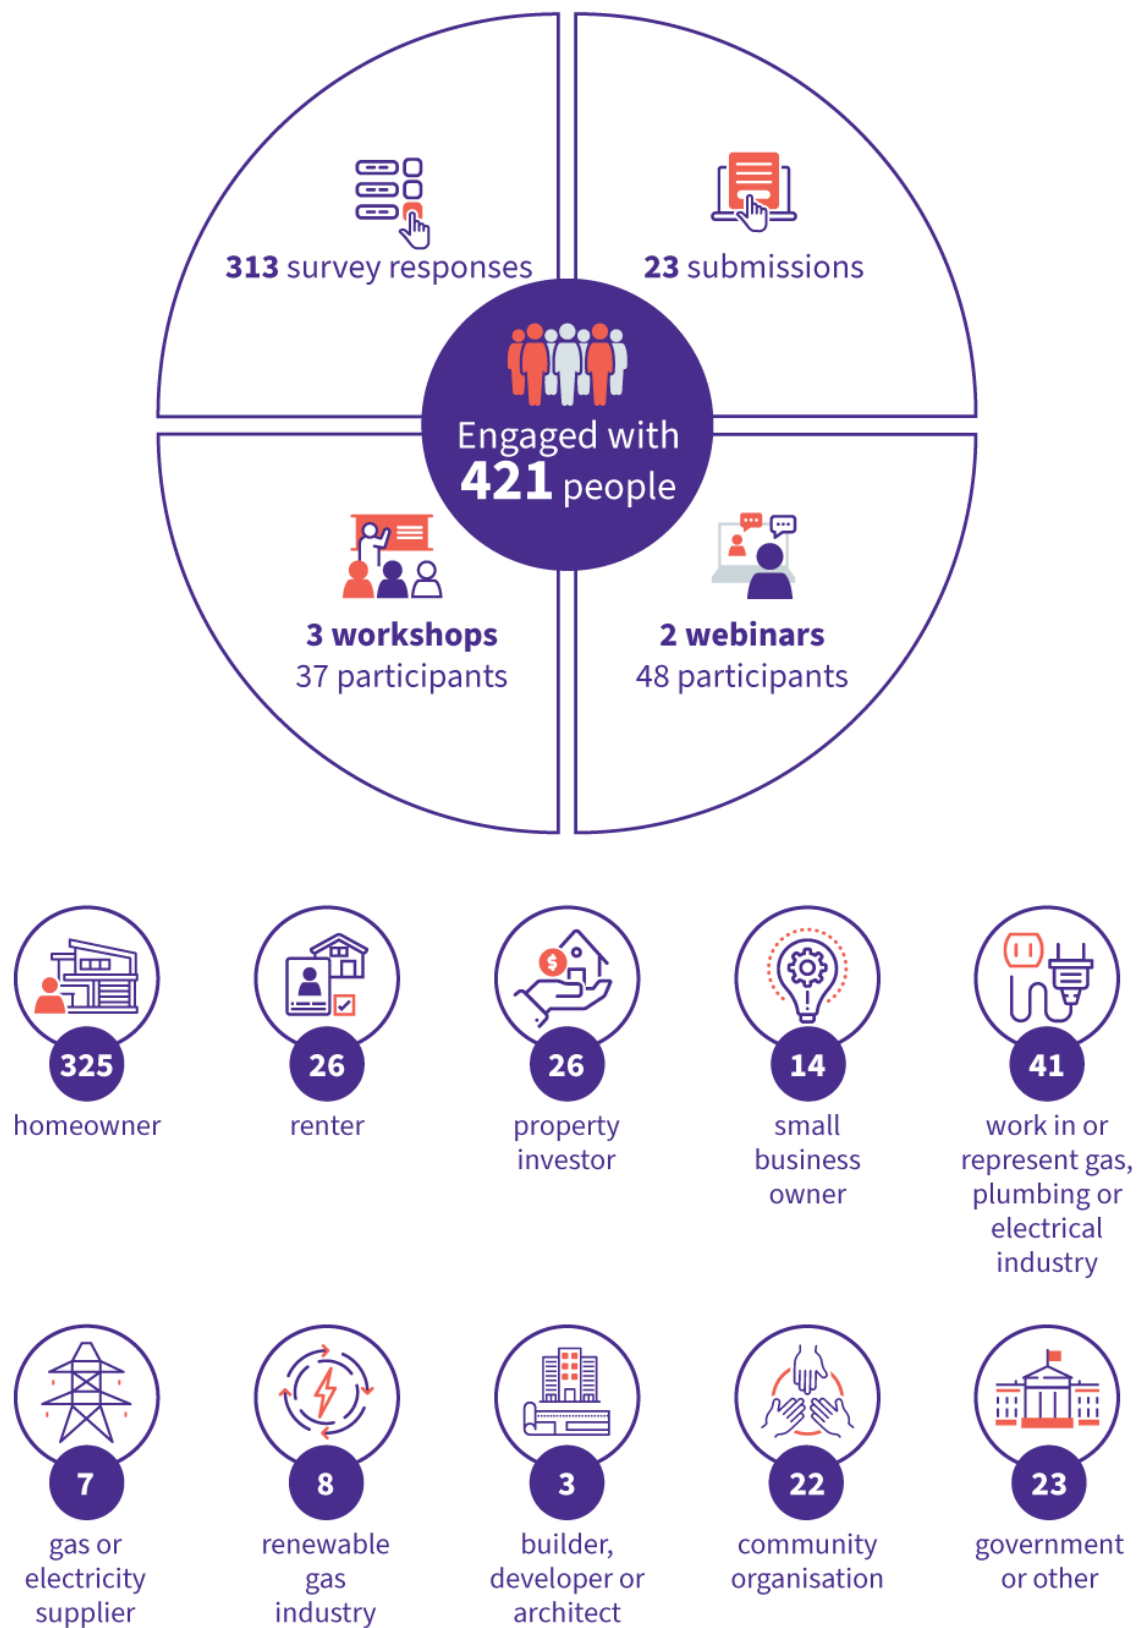 313 survey responses
23 submissions
Engaged with
421 people
3 workshops
37 participants
2 webinars
48 participants
325
homeowner
26
renter
$
26
property
investor
14
small
business
owner
41
work in or
represent gas,
plumbing or
electrical
industry
7
gas or
electricity
supplier
8
renewable
gas
industry
3
builder,
developer or
architect
22
community
organisation
23
government
or other